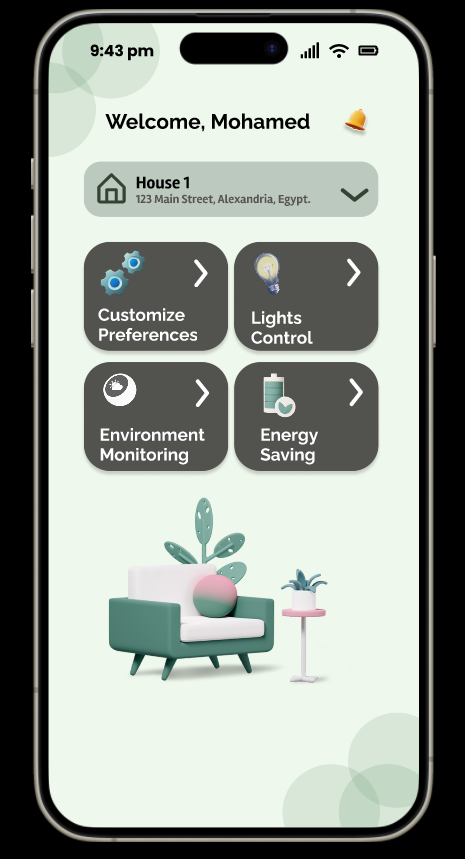 9:43 pm
Welcome, Mohamed
House 1
123 Main Street, Alexandria, Egypt.
Customize
Preferences
Lights
Control
Environment
Monitoring
Energy
Saving